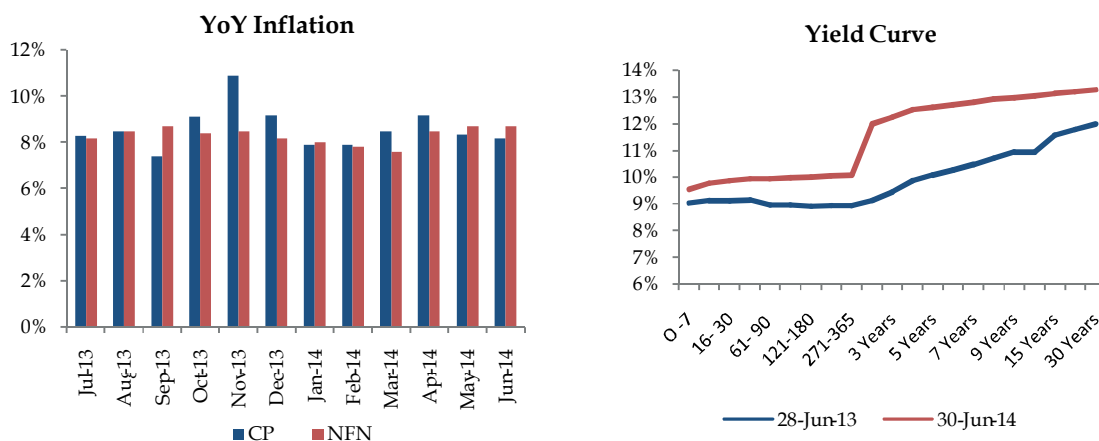 YoY Inflation
12%
10%
8%
6%
4%
2%
0%
Jul-13
Aug-13
Sep-13
Oct-13
Nov-13
Dec-13
Jan-14
Feb-14
Mar-14
Apr-14
May-14
Jun-14
CP NFN
Yield Curve
14%
13%
12%
11%
10%
9%
8%
7%
6%
O -7
16- 30
61- 90
121-180
271-365
3 Years
5 Years
7 Years
9 Years
15 Years
30 Years
28-Jun-13 30-Jun-14